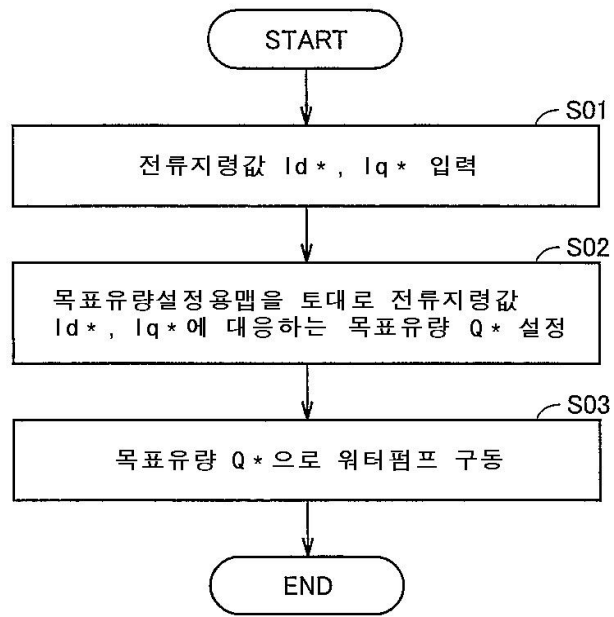 START
S01
전류지령값 Id*, Iq* 입력
S02
목표유량설정용맵을 토대로 전류지령값
Id*, Iq*에 대응하는 목표유량 Q* 설정
S03
목표유량 Q*으로 워터펌프 구동
END